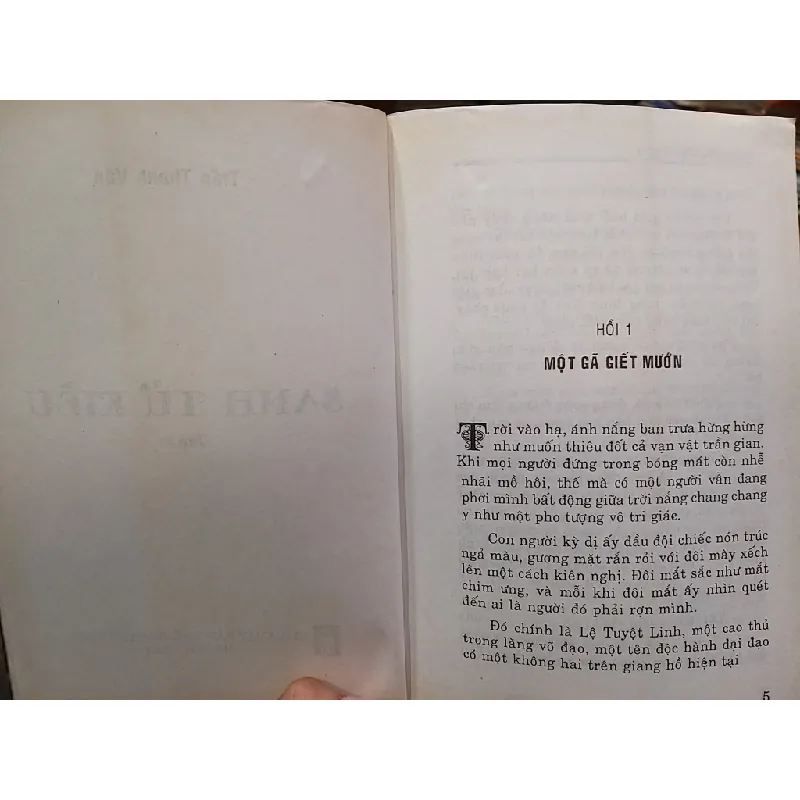 HỒI 1
MỘT GÃ GIẾT MƯỚN
Trời vào hạ, ánh nắng ban trưa hừng hừng
như muốn thiêu đốt cả vạn vật trần gian.
Khi mọi người đứng trong bóng mát còn nhễ
nhãi mồ hôi, thế mà có một người vẫn đang
phơi mình bất động giữa trời nắng chang chang
y như một pho tượng vô tri giác.
Con người kỳ dị ấy đầu đội chiếc nón trúc
ngả màu, gương mặt rắn rỏi với đôi mày xếch
lên một cách kiên nghị. Đôi mắt sắc như mắt
chim ưng, và mỗi khi đôi mắt ấy nhìn quét
đến ai là người đó phải rợn mình.
Đó chính là Lệ Tuyệt Linh, một cao thủ
trong làng võ đạo, một tên độc hành đại đạo
có một không hai trên giang hồ hiện tại
5